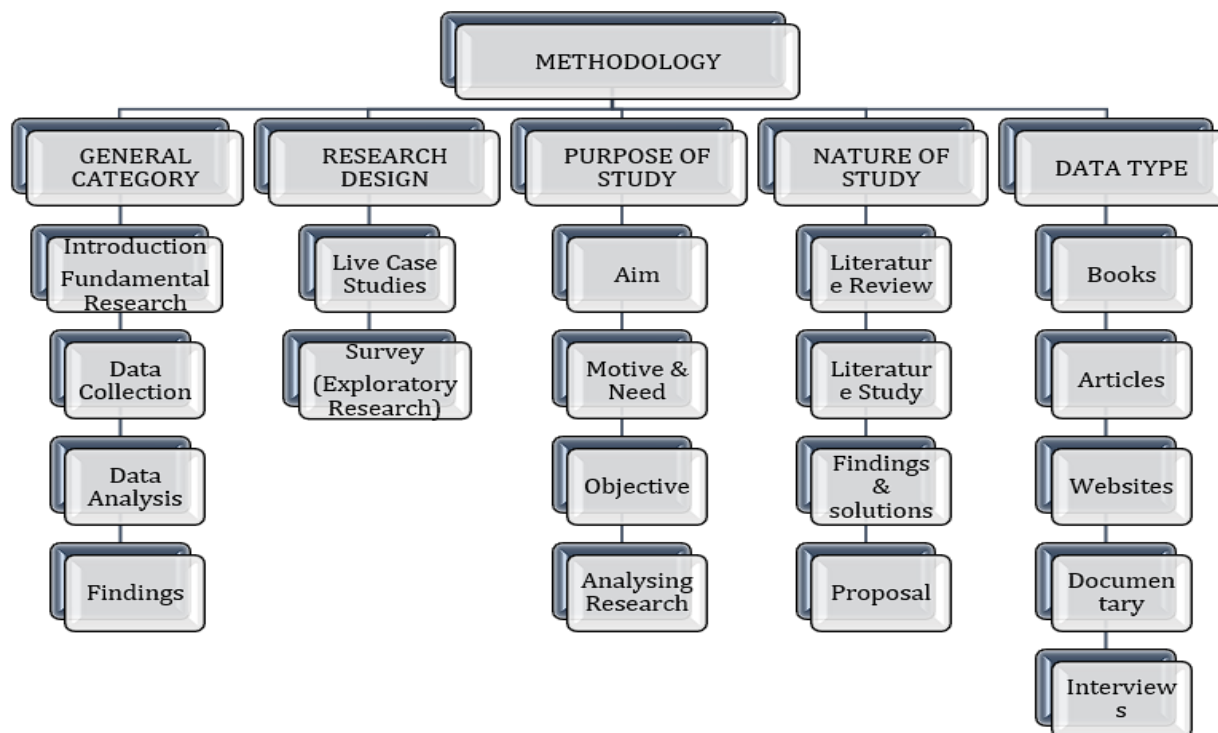 METHODOLOGY
GENERAL
CATEGORY
Introduction
Fundamental
Research
Data
Collection
Data
Analysis
Findings
RESEARCH
DESIGN
Live Case
Studies
Survey
(Exploratory
Research)
PURPOSE OF
STUDY
Aim
Motive &
Need
Objective
Analysing
Research
NATURE OF
STUDY
Literatur
e Review
Literatur
e Study
Findings
&
solutions
Proposal
DATA TYPE
Books
Articles
Websites
Documen
tary
Interview
s